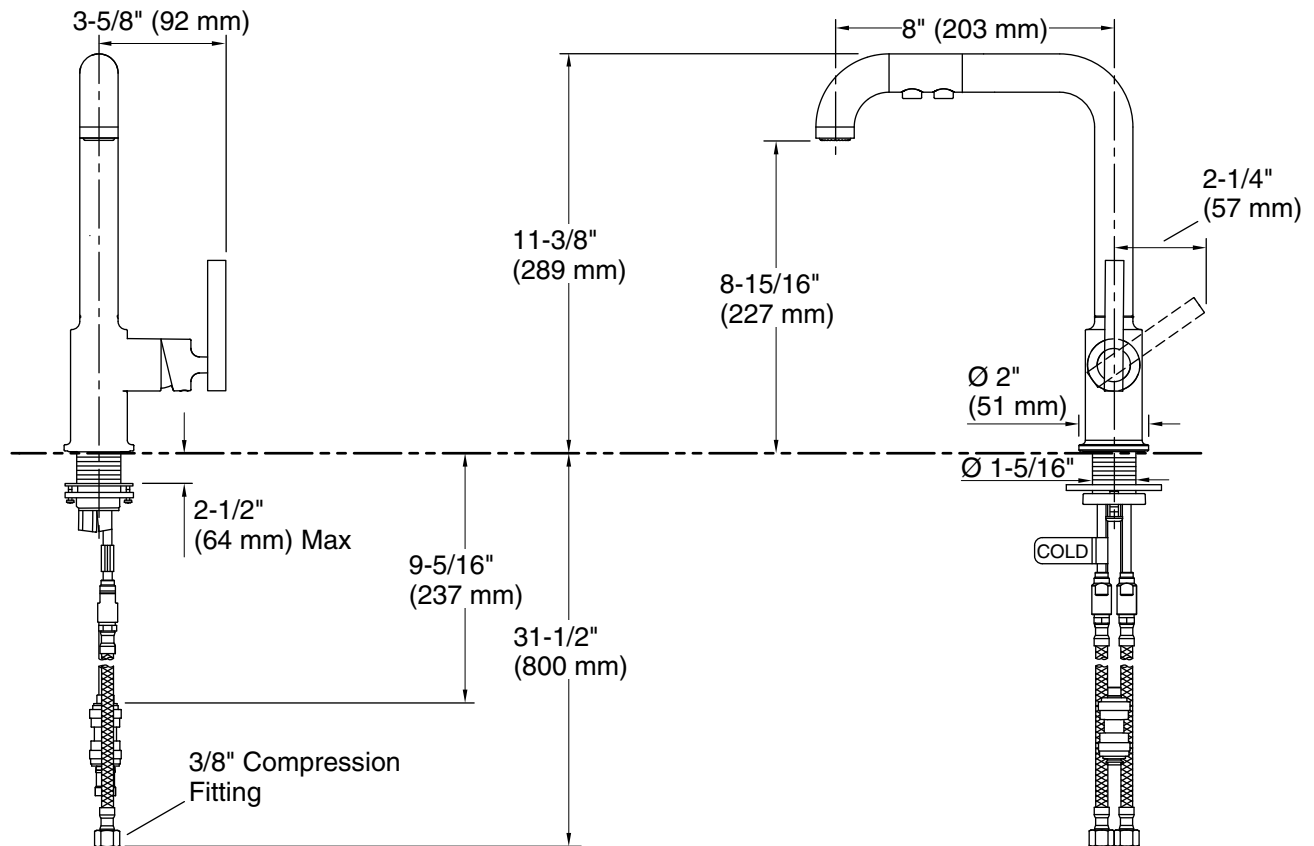 3-5/8" (92 mm)
8" (203 mm)
2-1/4"
(57 mm)
11-3/8"
(289 mm)
8-15/16"
(227 mm)
Ø 2"
(51 mm)
Ø 1-5/16"
2-1/2"
(64 mm) Max
COLD
9-5/16"
(237 mm)
31-1/2"
(800 mm)
3/8" Compression
Fitting